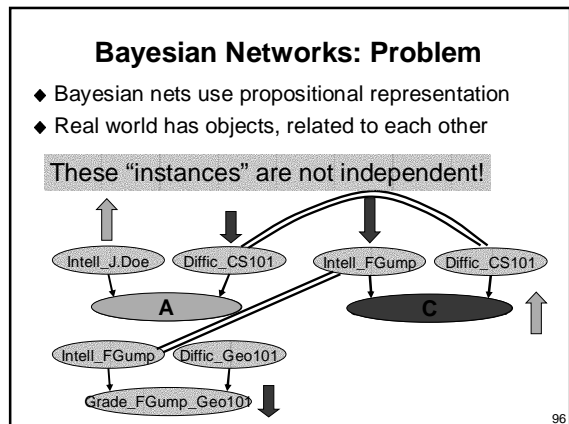 Bayesian Networks: Problem
◆ Bayesian nets use propositional representation
◆ Real world has objects, related to each other
These “instances” are not independent!
Intell_J.Doe Diffic_CS101 Intell_FGump Diffic_CS101
A C
Intell_FGump Diffic_Geo101
Grade_FGump_Geo101
96